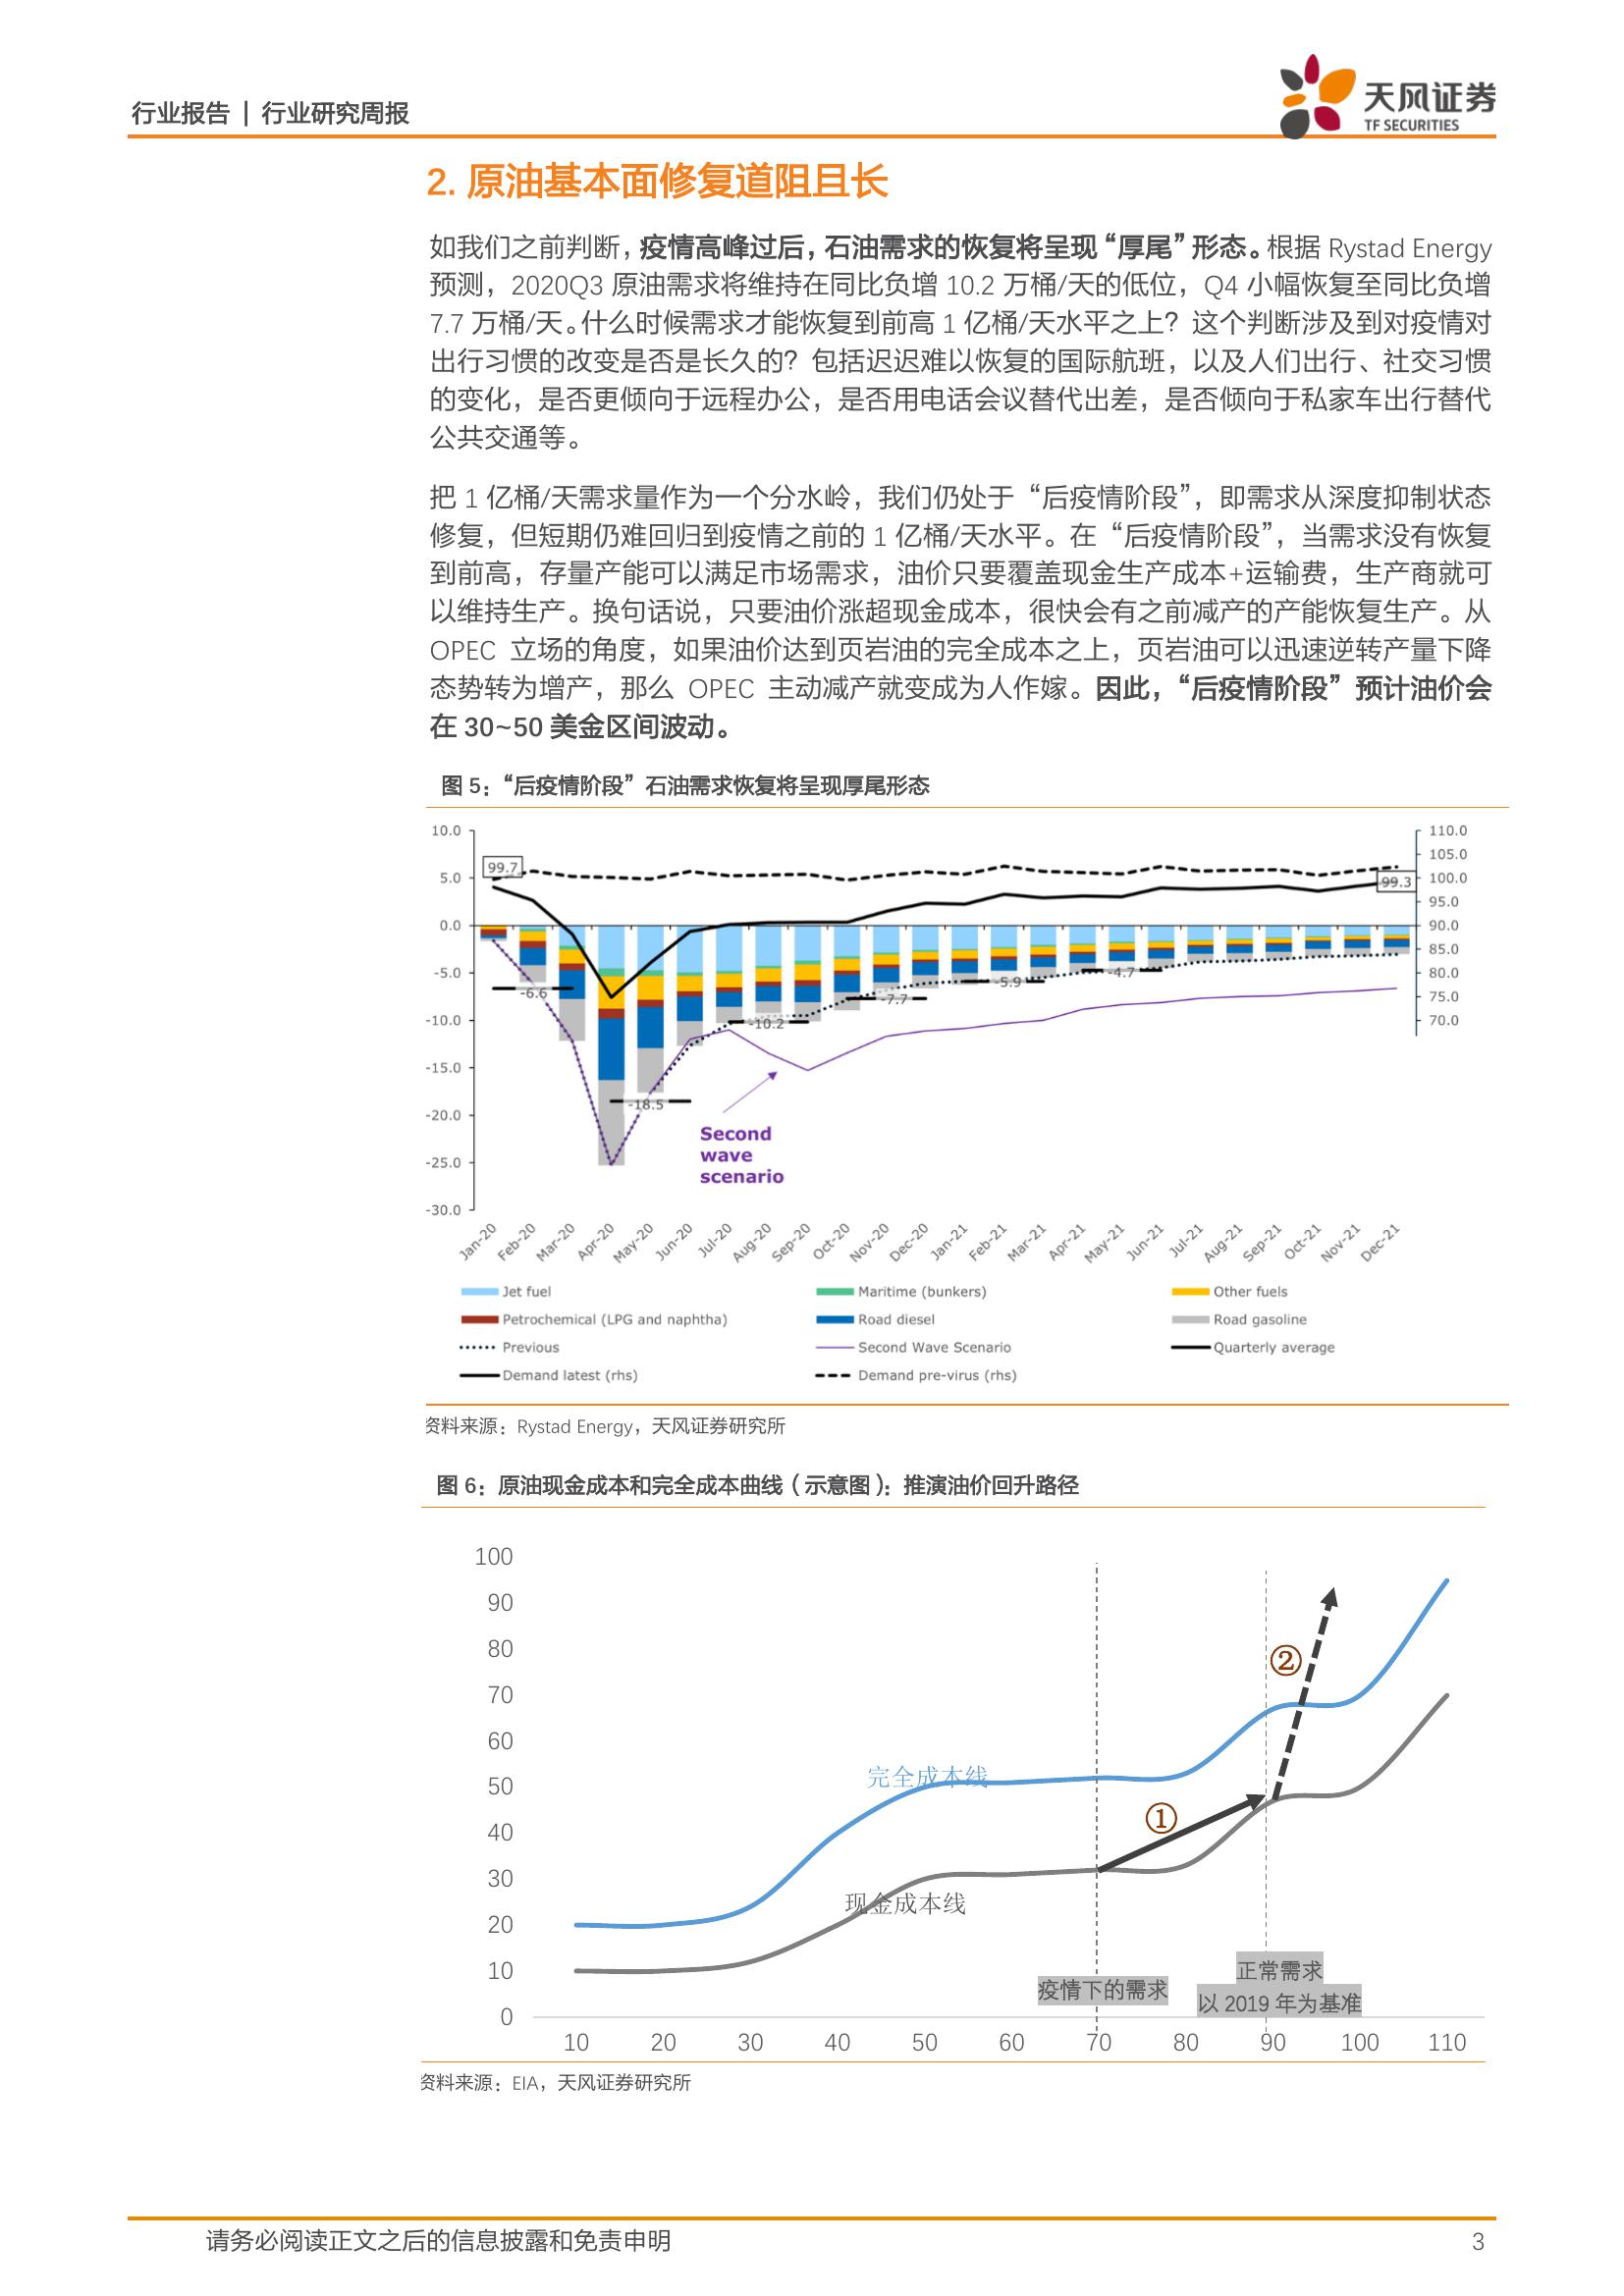 行业报告 | 行业研究周报
天风证券
TF SECURITIES
2. 原油基本面修复道阻且长
如我们之前判断，疫情高峰过后，石油需求的恢复将呈现“厚尾”形态。根据 Rystad Energy
预测，2020Q3 原油需求将维持在同比负增 10.2 万桶/天的低位，Q4 小幅恢复至同比负增
7.7 万桶/天。什么时候需求才能恢复到前高 1 亿桶/天水平之上？这个判断涉及到对疫情对
出行习惯的改变是否是长久的？包括迟迟难以恢复的国际航班，以及人们出行、社交习惯
的变化，是否更倾向于远程办公，是否用电话会议替代出差，是否倾向于私家车出行替代
公共交通等。
把 1 亿桶/天需求量作为一个分水岭，我们仍处于“后疫情阶段”，即需求从深度抑制状态
修复，但短期仍难回归到疫情之前的 1 亿桶/天水平。在“后疫情阶段”，当需求没有恢复
到前高，存量产能可以满足市场需求，油价只要覆盖现金生产成本+运输费，生产商就可
以维持生产。换句话说，只要油价涨超现金成本，很快会有之前减产的产能恢复生产。从
OPEC 立场的角度，如果油价达到页岩油的完全成本之上，页岩油可以迅速逆转产量下降
态势转为增产，那么 OPEC 主动减产就变成为人作嫁。因此，“后疫情阶段”预计油价会
在 30~50 美金区间波动。
图 5：“后疫情阶段”石油需求恢复将呈现厚尾形态
10.0
5.0
0.0
-5.0
-10.0
-15.0
-20.0
-25.0
-30.0
110.0
105.0
100.0
95.0
90.0
85.0
80.0
75.0
70.0
99.7
99.3
-6.6
-18.5
-10.2
-7.7
-5.9
-4.7
Second
wave
scenario
Jan-20 Feb-20 Mar-20 Apr-20 May-20 Jun-20 Jul-20 Aug-20 Sep-20 Oct-20 Nov-20 Dec-20 Jan-21 Feb-21 Mar-21 Apr-21 May-21 Jun-21 Jul-21 Aug-21 Sep-21 Oct-21 Nov-21 Dec-21
Jet fuel Maritime (bunkers) Other fuels
Petrochemical (LPG and naphtha) Road diesel Road gasoline
Previous Second Wave Scenario Quarterly average
Demand latest (rhs) Demand pre-virus (rhs)
资料来源：Rystad Energy，天风证券研究所
图 6：原油现金成本和完全成本曲线（示意图）：推演油价回升路径
100
90
80
70
60
50
40
30
20
10
0
②
①
完全成本线
现金成本线
疫情下的需求
正常需求
以 2019 年为基准
10 20 30 40 50 60 70 80 90 100 110
资料来源：EIA，天风证券研究所
请务必阅读正文之后的信息披露和免责申明 3